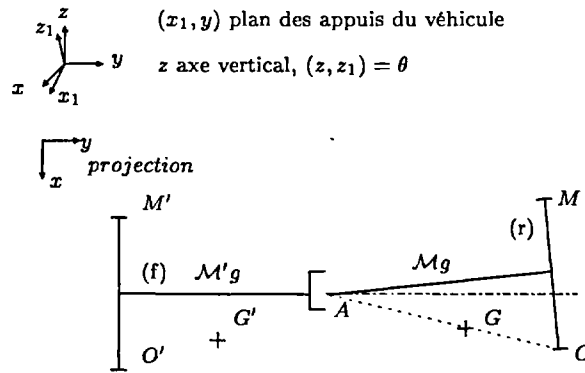 (x₁, y) plan des appuis du véhicule
z
z₁
y
z axe vertical, (z, z₁) = θ
x
x₁
y
projection
x
M'
M
(r)
(f)
M'g
Mg
G'
A
G
O'
O